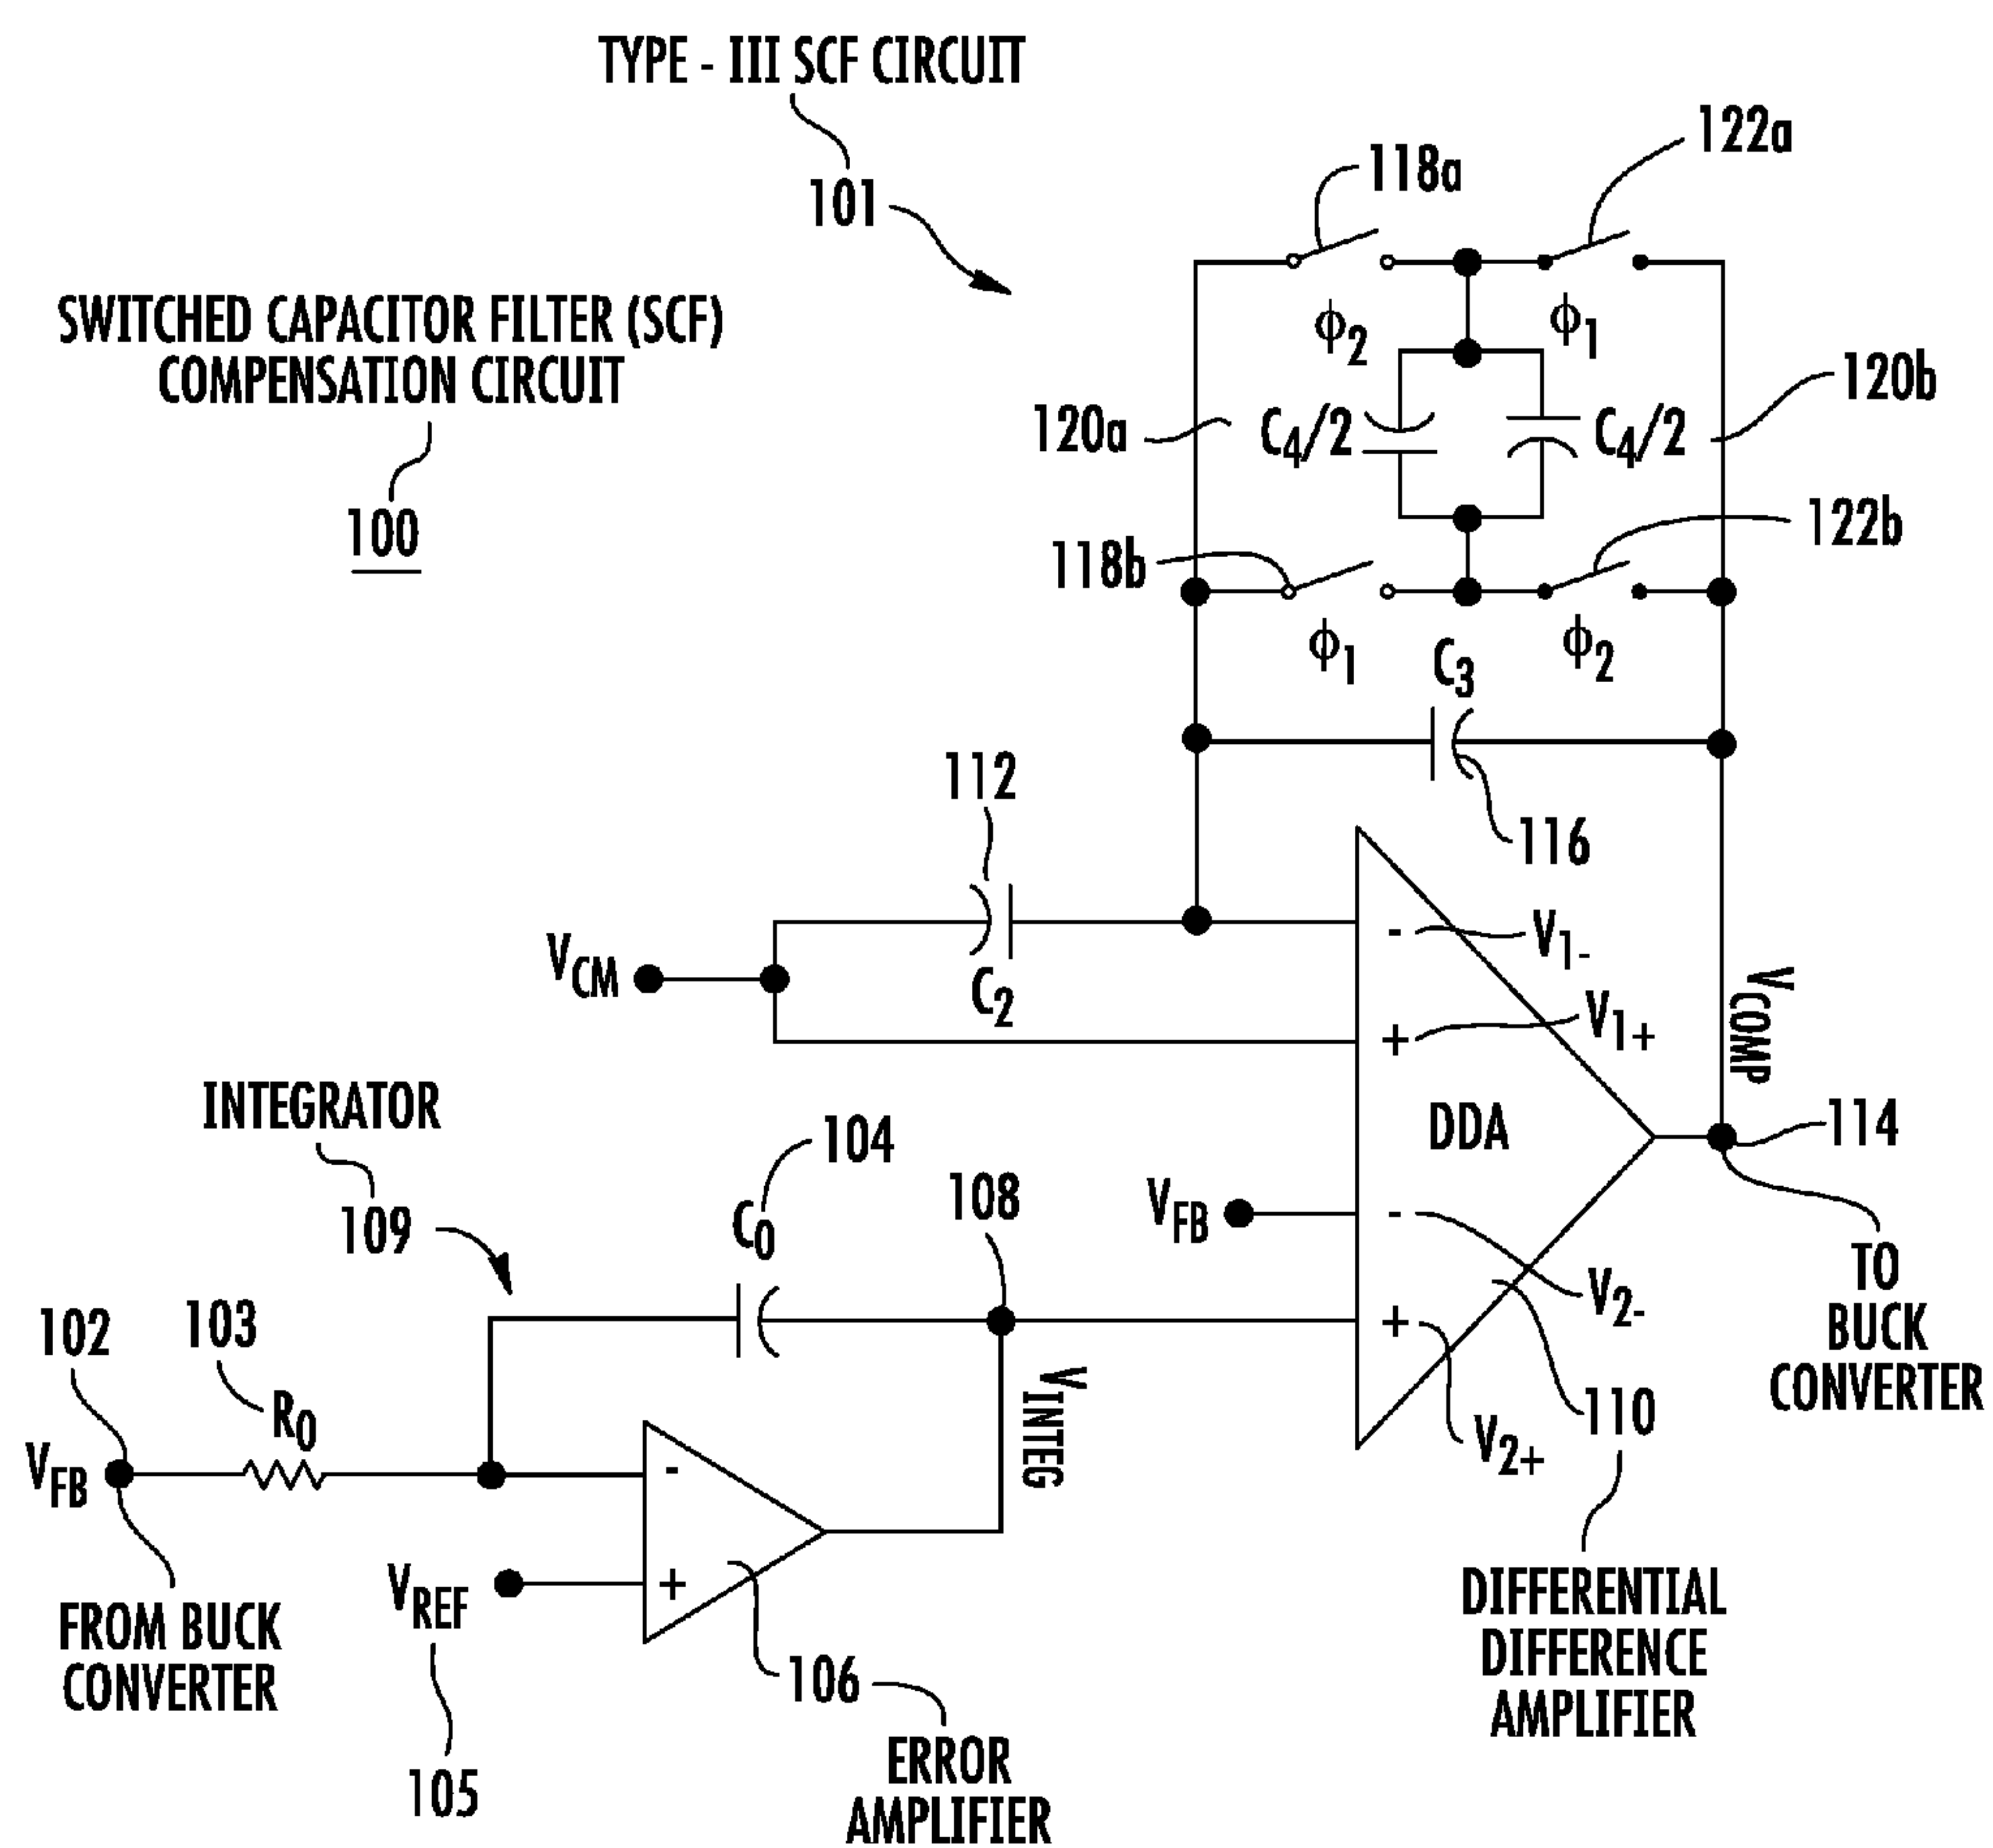 TYPE - III SCF CIRCUIT
101
SWITCHED CAPACITOR FILTER (SCF)
COMPENSATION CIRCUIT
100
118a
122a
ϕ2
ϕ1
120a
C4/2
C4/2
120b
118b
122b
ϕ1
ϕ2
C3
116
112
C2
VCM
-
V1-
+
V1+
DDA
VCOMP
114
TO
BUCK
CONVERTER
VFB
-
V2-
+
V2+
110
DIFFERENTIAL
DIFFERENCE
AMPLIFIER
INTEGRATOR
109
104
C0
108
VINTEG
102
103
R0
VFB
FROM BUCK
CONVERTER
-
+
VREF
105
106
ERROR
AMPLIFIER